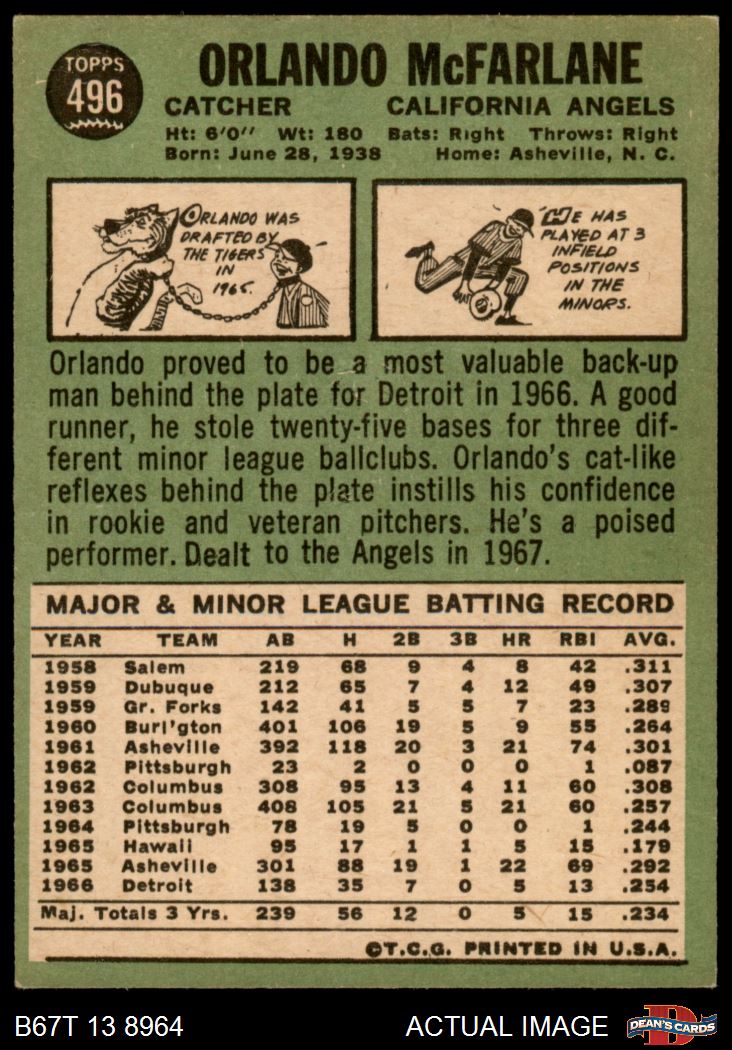 TOPPS
496
ORLANDO McFARLANE
CATCHER CALIFORNIA ANGELS
Ht: 6'0" Wt: 180 Bats: Right Throws: Right
Born: June 28, 1938 Home: Asheville, N. C.
ORLANDO WAS
DRAFTED BY
THE TIGERS
IN
1965.
HE HAS
PLAYED AT 3
INFIELD
POSITIONS
IN THE
MINORS.
Orlando proved to be a most valuable back-up
man behind the plate for Detroit in 1966. A good
runner, he stole twenty-five bases for three dif-
ferent minor league ballclubs. Orlando's cat-like
reflexes behind the plate instills his confidence
in rookie and veteran pitchers. He's a poised
performer. Dealt to the Angels in 1967.
MAJOR & MINOR LEAGUE BATTING RECORD
YEAR TEAM AB H 2B 3B HR RBI AVG.
1958 Salem 219 68 9 4 8 42 .311
1959 Dubuque 212 65 7 4 12 49 .307
1959 Gr. Forks 142 41 5 5 7 23 .289
1960 Burl'gton 401 106 19 5 9 55 .264
1961 Asheville 392 118 20 3 21 74 .301
1962 Pittsburgh 23 2 0 0 0 1 .087
1962 Columbus 308 95 13 4 11 60 .308
1963 Columbus 408 105 21 5 21 60 .257
1964 Pittsburgh 78 19 5 0 0 1 .244
1965 Hawaii 95 17 1 1 5 15 .179
1965 Asheville 301 88 19 1 22 69 .292
1966 Detroit 138 35 7 0 5 13 .254
Maj. Totals 3 Yrs. 239 56 12 0 5 15 .234
©T.C.G. PRINTED IN U.S.A.
B67T 13 8964 ACTUAL IMAGE
D
DEAN'S CARDS